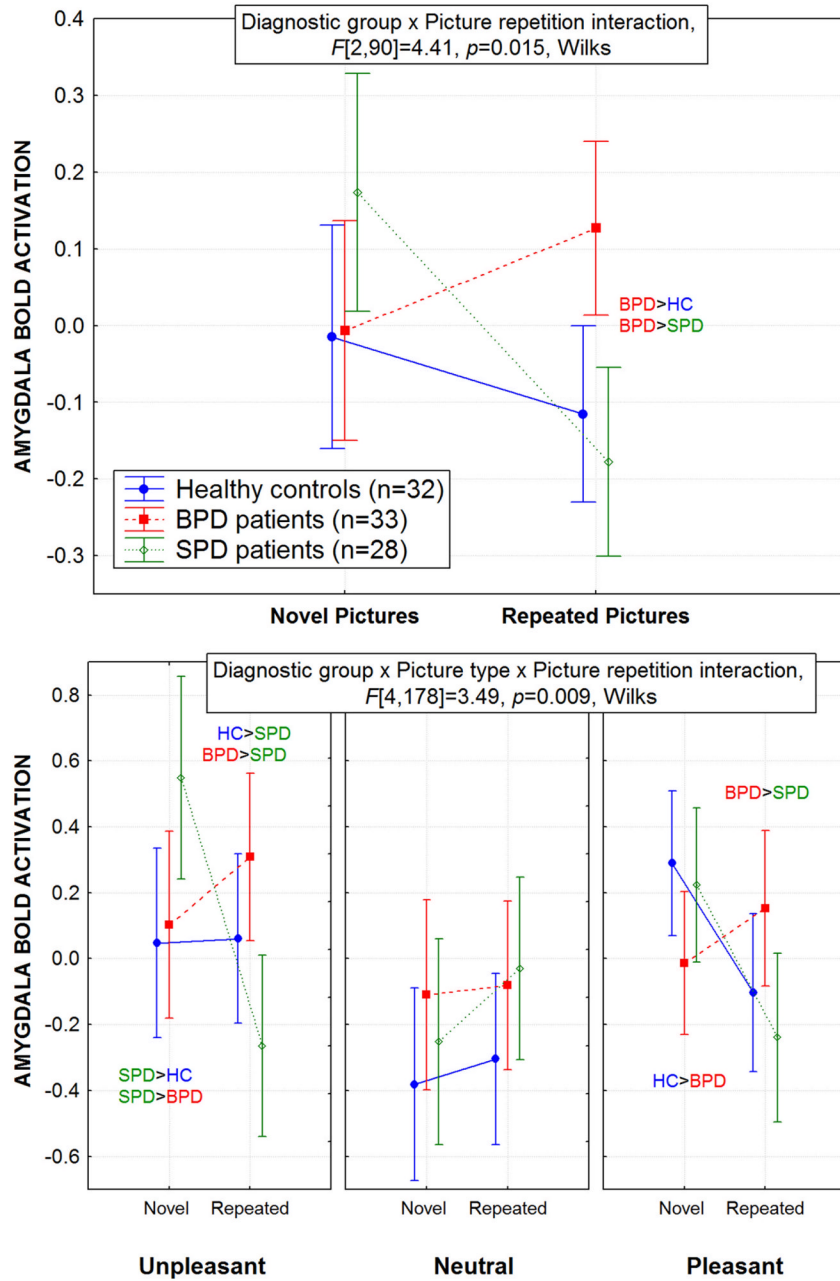 Diagnostic group x Picture repetition interaction,
F[2,90]=4.41, p=0.015, Wilks
AMYGDALA BOLD ACTIVATION
0.4
0.3
0.2
0.1
0.0
-0.1
-0.2
-0.3
BPD>HC
BPD>SPD
Healthy controls (n=32)
BPD patients (n=33)
SPD patients (n=28)
Novel Pictures Repeated Pictures
Diagnostic group x Picture type x Picture repetition interaction,
F[4,178]=3.49, p=0.009, Wilks
AMYGDALA BOLD ACTIVATION
0.8
0.6
0.4
0.2
0.0
-0.2
-0.4
-0.6
HC>SPD
BPD>SPD
SPD>HC
SPD>BPD
BPD>SPD
HC>BPD
Novel Repeated Novel Repeated Novel Repeated
Unpleasant Neutral Pleasant